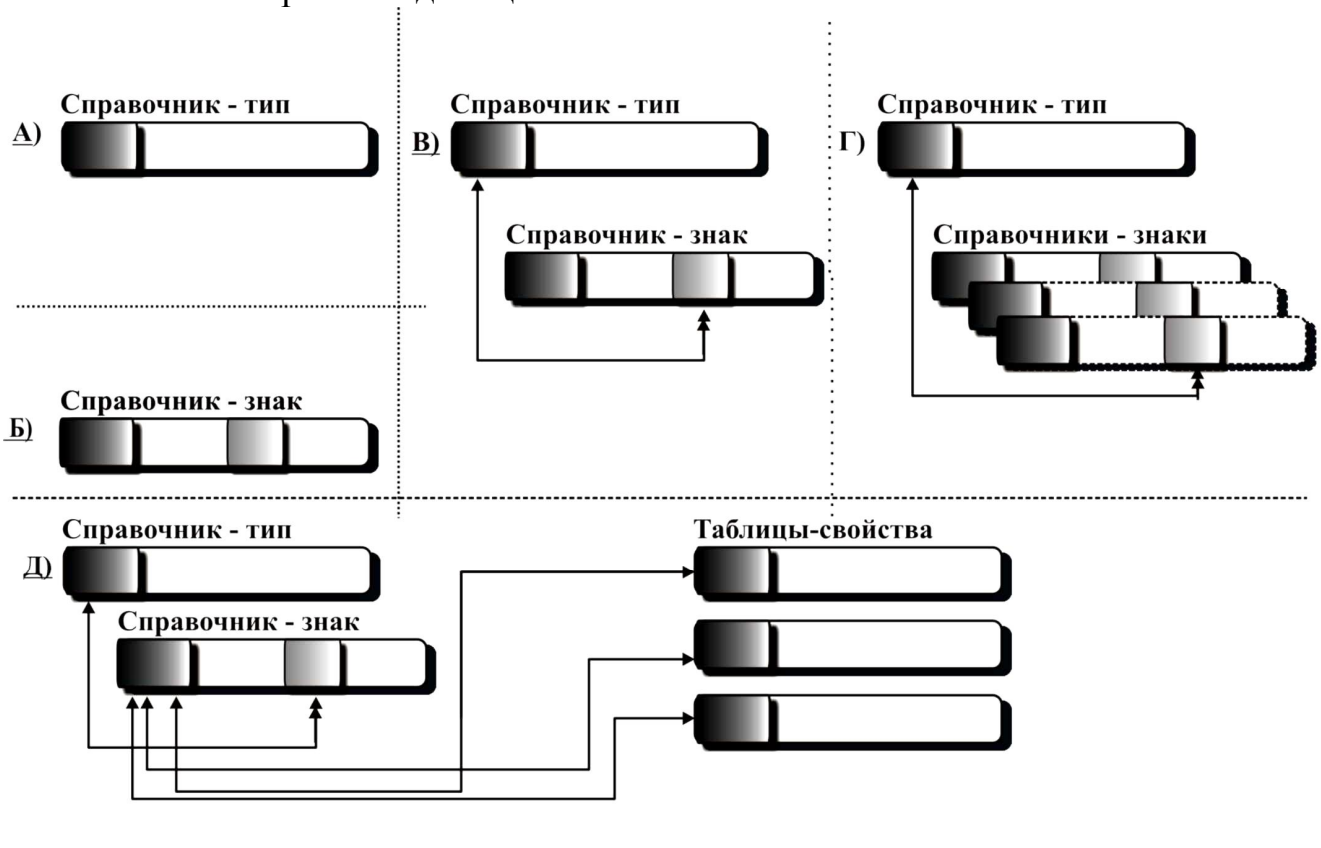 Справочник - тип
А)
Справочник - знак
Б)
Справочник - тип
В)
Справочник - знак
Справочник - тип
Г)
Справочники - знаки
Справочник - тип
Д)
Справочник - знак
Таблицы-свойства